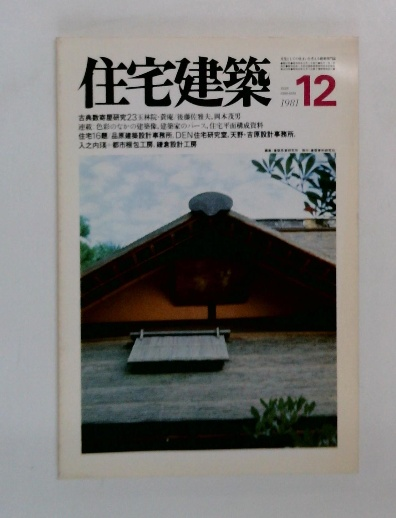 住宅建築
1981 12
古典数寄屋研究23玉林院・蓑庵/後藤佐雅夫、岡本茂男
連載 色彩のなかの建築像、建築家のパース、住宅平面構成資料
住宅16題/品原建築設計事務所、DEN住宅研究室、天野・吉原設計事務所、
入之内瑛+都市梱包工房、鎌倉設計工房